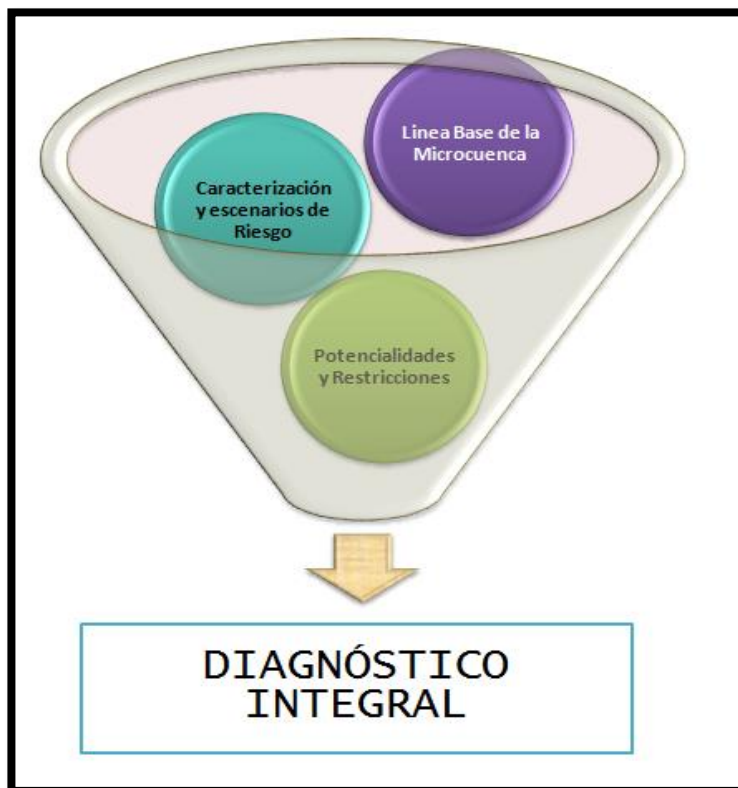 Linea Base de la
Microcuenca
Caracterización
y escenarios de
Riesgo
Potencialidades
y Restricciones
DIAGNÓSTICO
INTEGRAL